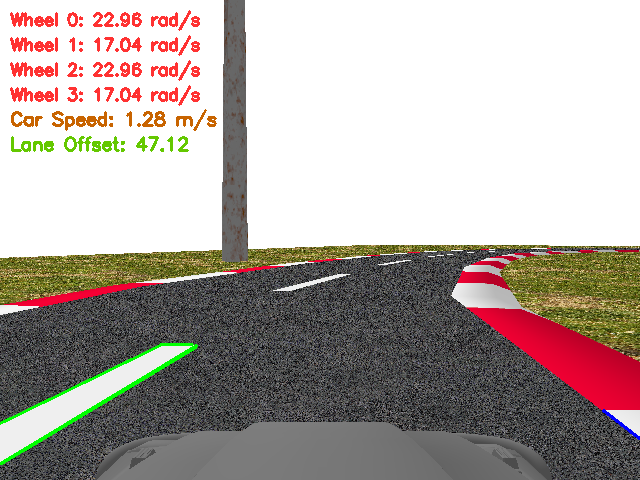 Wheel 0: 22.96 rad/s
Wheel 1: 17.04 rad/s
Wheel 2: 22.96 rad/s
Wheel 3: 17.04 rad/s
Car Speed: 1.28 m/s
Lane Offset: 47.12